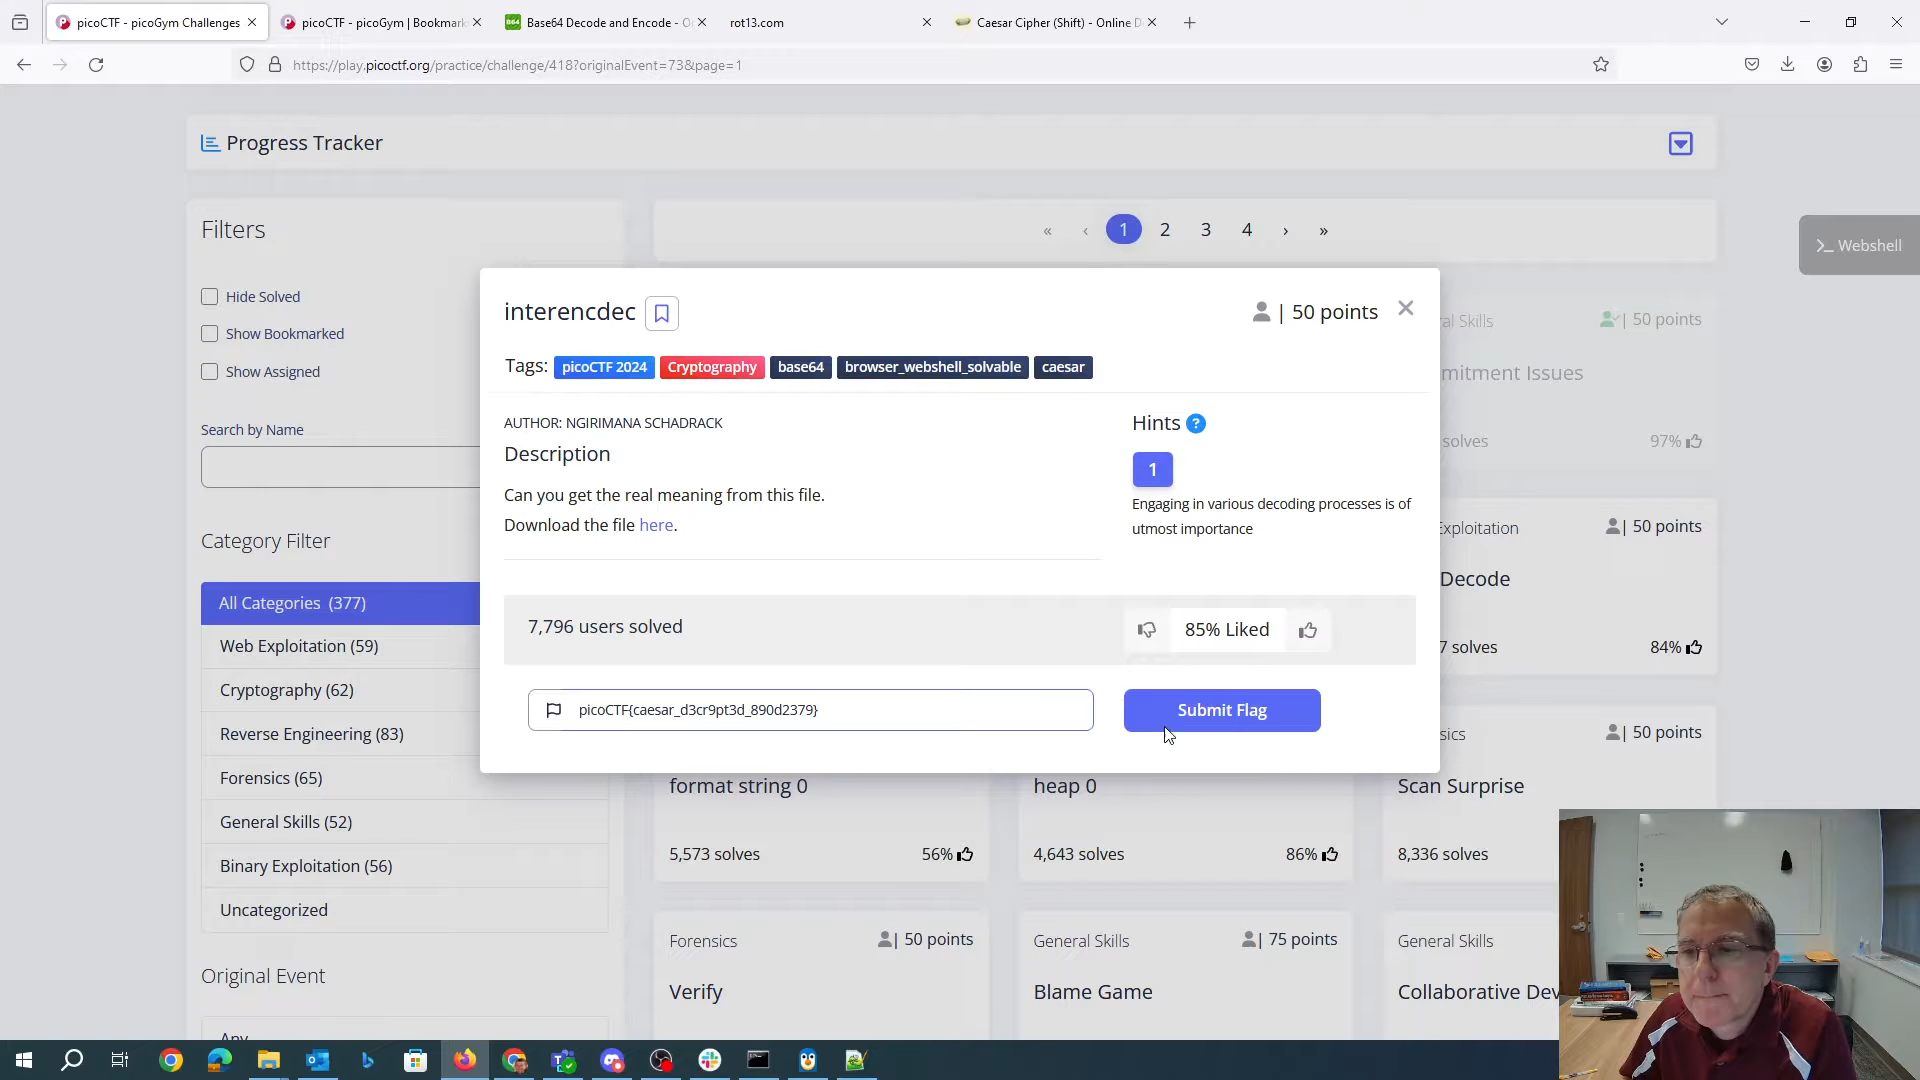 picoCTF - picoGym Challenges
picoCTF - picoGym | Bookmark
Base64 Decode and Encode - O
rot13.com
Caesar Cipher (Shift) - Online D
https://play.picoctf.org/practice/challenge/418?originalEvent=73&page=1
Progress Tracker
Filters
« ‹ 1 2 3 4 › »
>_ Webshell
Hide Solved
Show Bookmarked
Show Assigned
Search by Name
Category Filter
All Categories (377)
Web Exploitation (59)
Cryptography (62)
Reverse Engineering (83)
Forensics (65)
General Skills (52)
Binary Exploitation (56)
Uncategorized
Original Event
Any
interencdec
| 50 points
Tags: picoCTF 2024 Cryptography base64 browser_webshell_solvable caesar
AUTHOR: NGIRIMANA SCHADRACK
Description
Can you get the real meaning from this file.
Download the file here.
Hints ?
1
Engaging in various decoding processes is of
utmost importance
7,796 users solved
85% Liked
picoCTF{caesar_d3cr9pt3d_890d2379}
Submit Flag
al Skills
| 50 points
mitment Issues
solves
97%
Exploitation
| 50 points
Decode
7 solves
84%
sics
| 50 points
format string 0
5,573 solves
56%
heap 0
4,643 solves
86%
Scan Surprise
8,336 solves
Forensics
| 50 points
Verify
General Skills
| 75 points
Blame Game
General Skills
Collaborative Dev